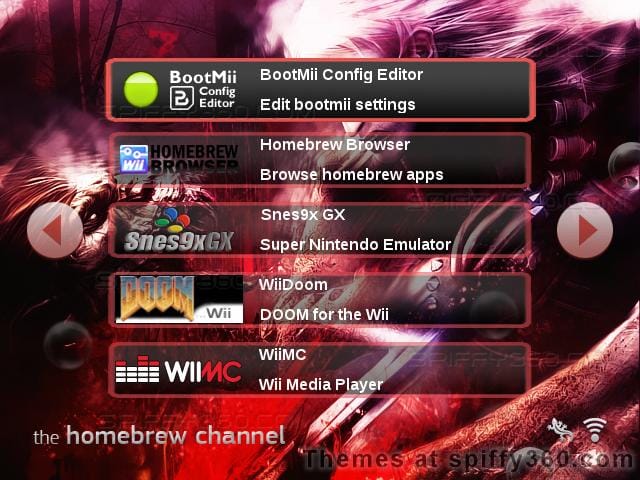 BootMii
Config
Editor
BootMii Config Editor
Edit bootmii settings
HOMEBREW
BROWSER
Wii
Homebrew Browser
Browse homebrew apps
Snes9xGX
Snes9x GX
Super Nintendo Emulator
DOOM
Wii
WiiDoom
DOOM for the Wii
WIIMC
WiiMC
Wii Media Player
the homebrew channel
Themes at spiffy360.com